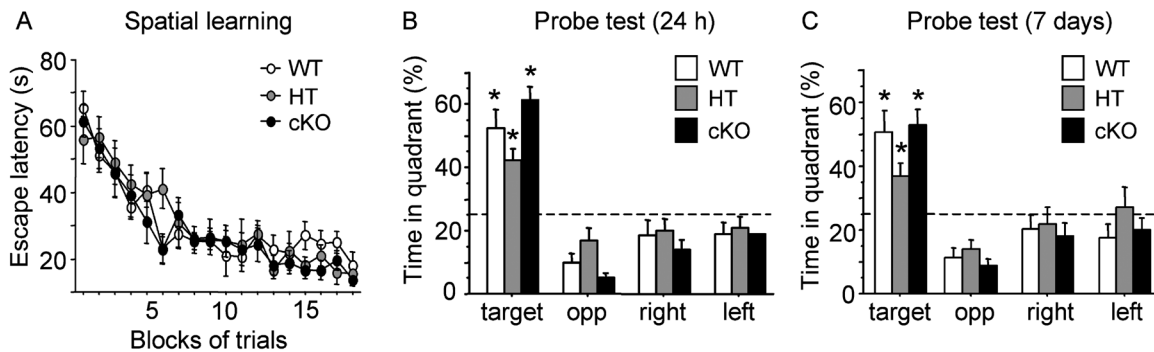 A Spatial learning
Escape latency (s)
80
60
40
20
5 10 15
Blocks of trials
WT
HT
cKO
B Probe test (24 h)
Time in quadrant (%)
60
40
20
0
* * *
target opp right left
WT
HT
cKO
C Probe test (7 days)
Time in quadrant (%)
60
40
20
0
* * *
target opp right left
WT
HT
cKO